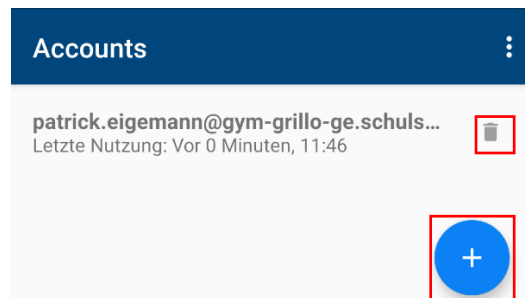 Accounts
patrick.eigemann@gym-grillo-ge.schuls...
Letzte Nutzung: Vor 0 Minuten, 11:46
+